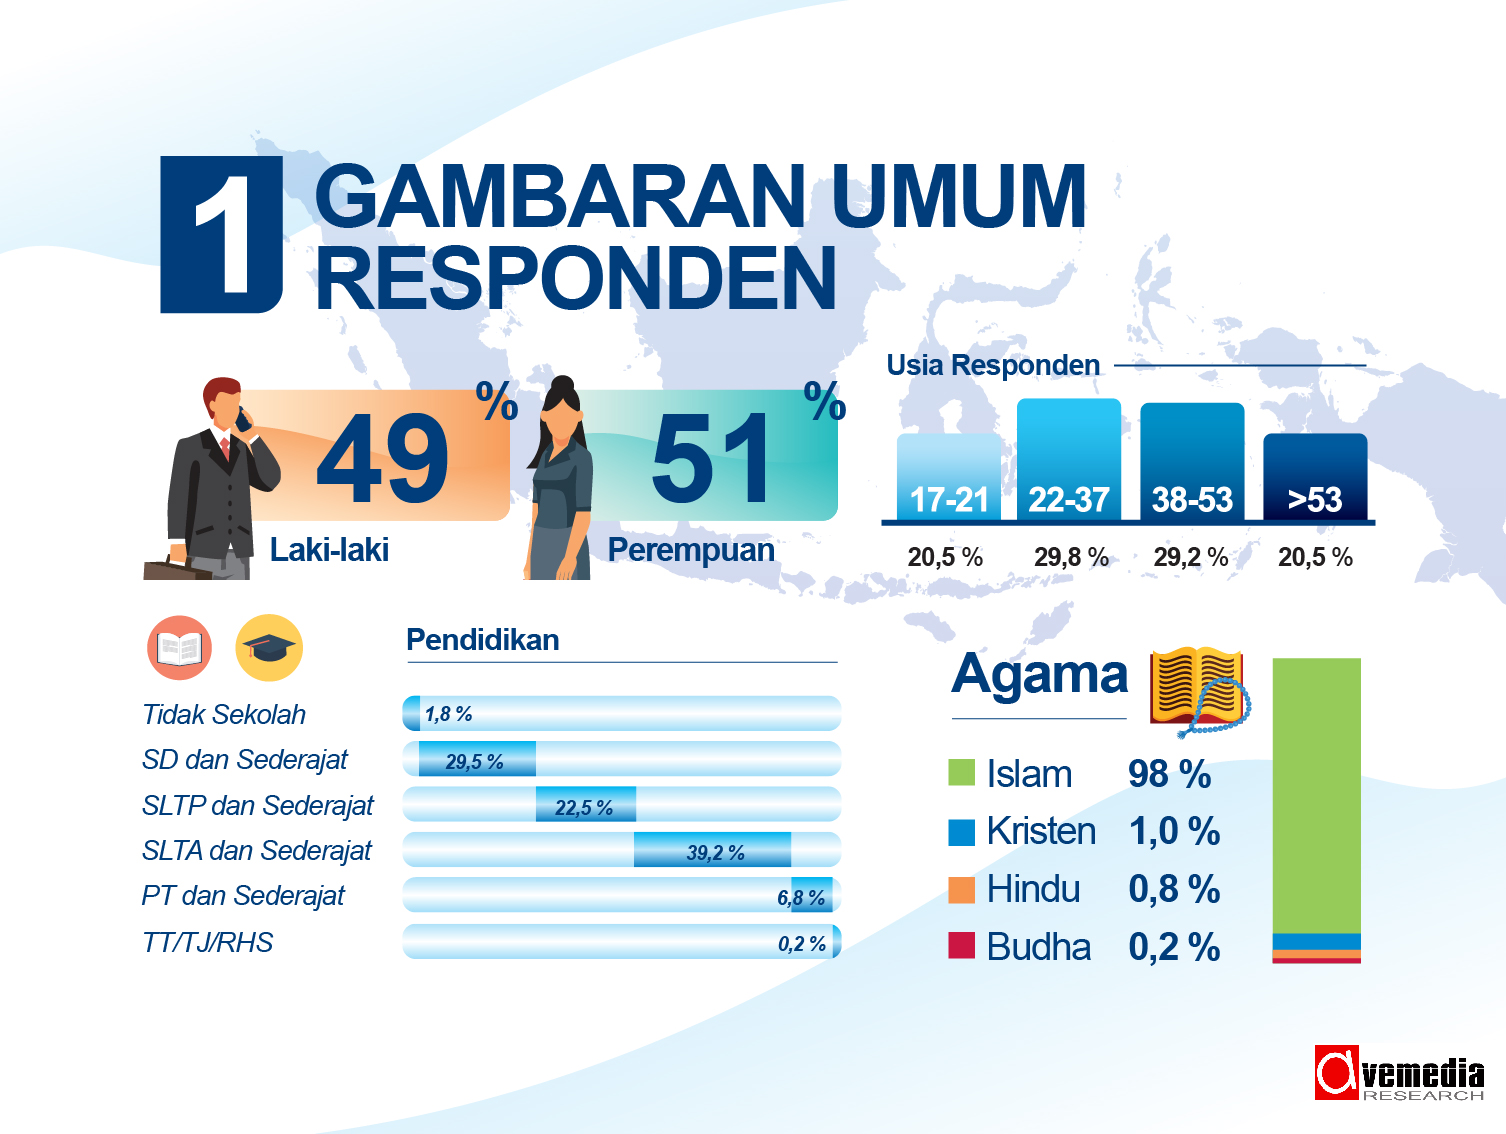 1
GAMBARAN UMUM
RESPONDEN
49 %
Laki-laki
51 %
Perempuan
Usia Responden
17-21 22-37 38-53 >53
20,5 % 29,8 % 29,2 % 20,5 %
Pendidikan
Tidak Sekolah 1,8 %
SD dan Sederajat 29,5 %
SLTP dan Sederajat 22,5 %
SLTA dan Sederajat 39,2 %
PT dan Sederajat 6,8 %
TT/TJ/RHS 0,2 %
Agama
Islam 98 %
Kristen 1,0 %
Hindu 0,8 %
Budha 0,2 %
avemedia
RESEARCH